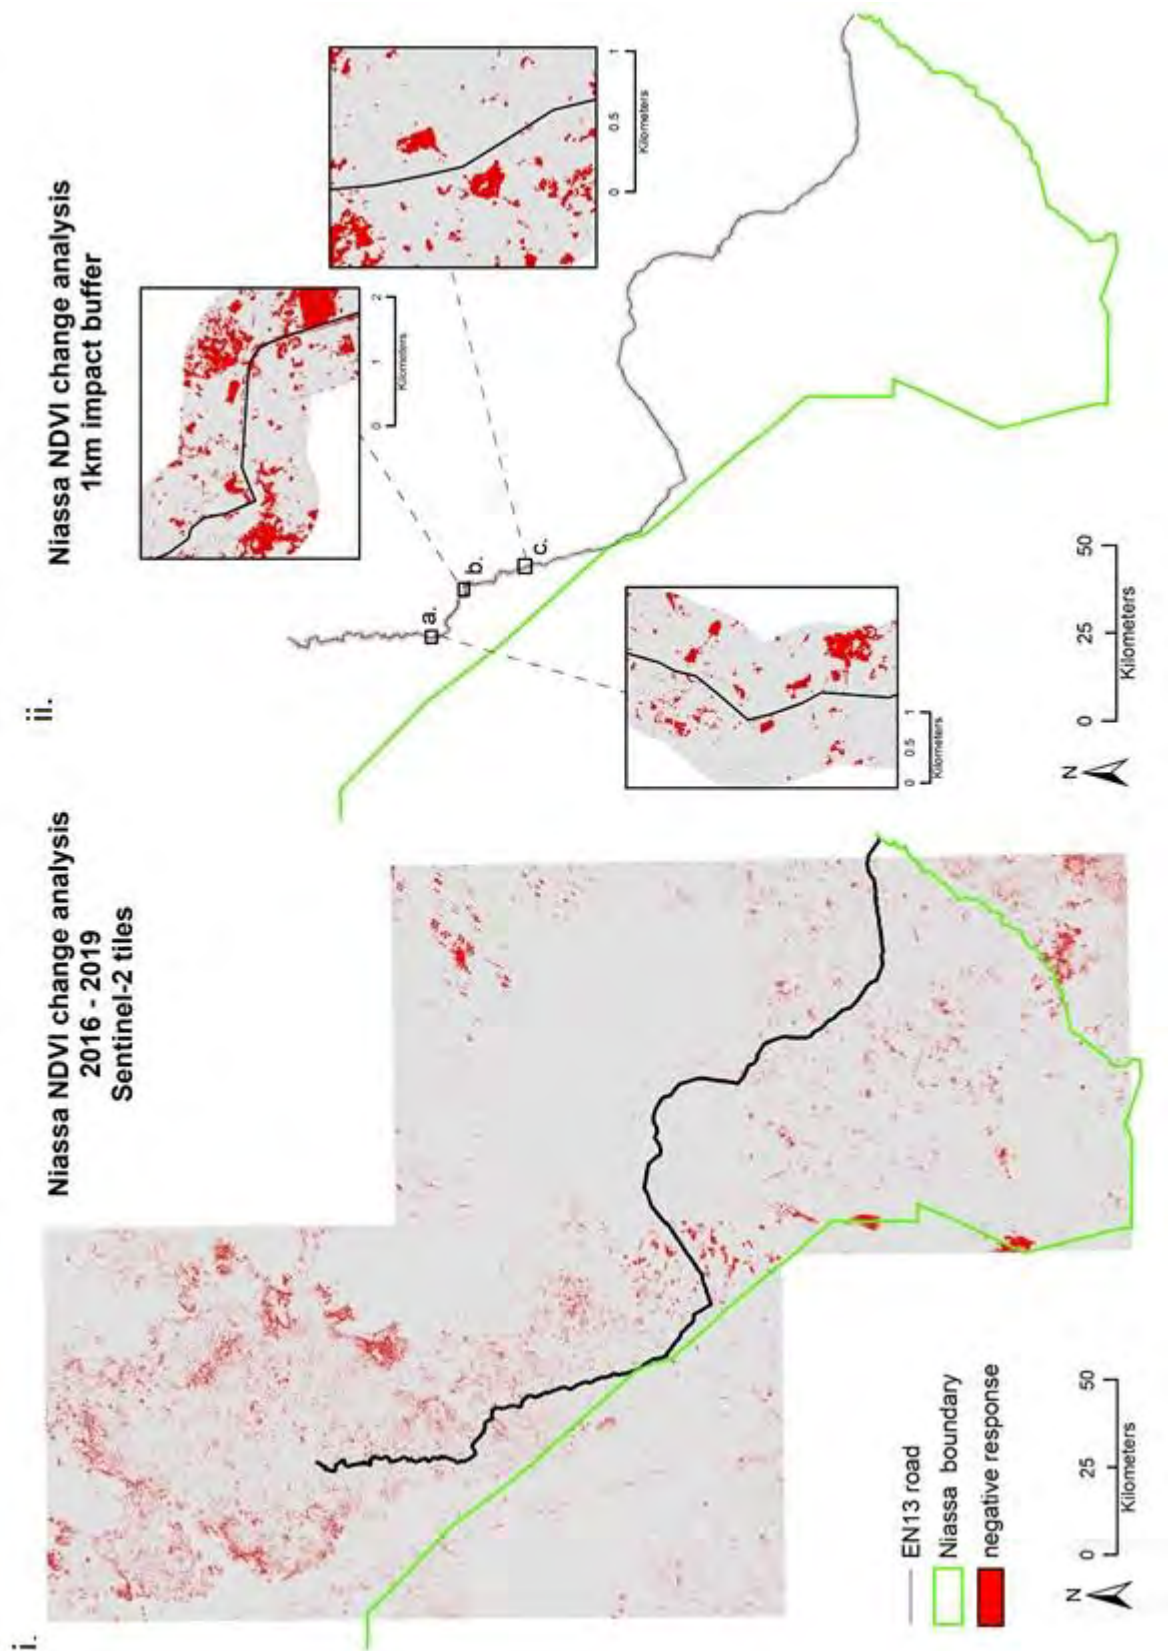 i.
Niasssa NDVI change analysis
2016 - 2019
Sentinel-2 tiles
EN13 road
Niassa boundary
negative response
N
0 25 50
Kilometers
ii.
Niassa NDVI change analysis
1km impact buffer
a.
b.
c.
0 1 2
Kilometers
0 0.5 1
Kilometers
0 0.5 1
Kilometers
N
0 25 50
Kilometers